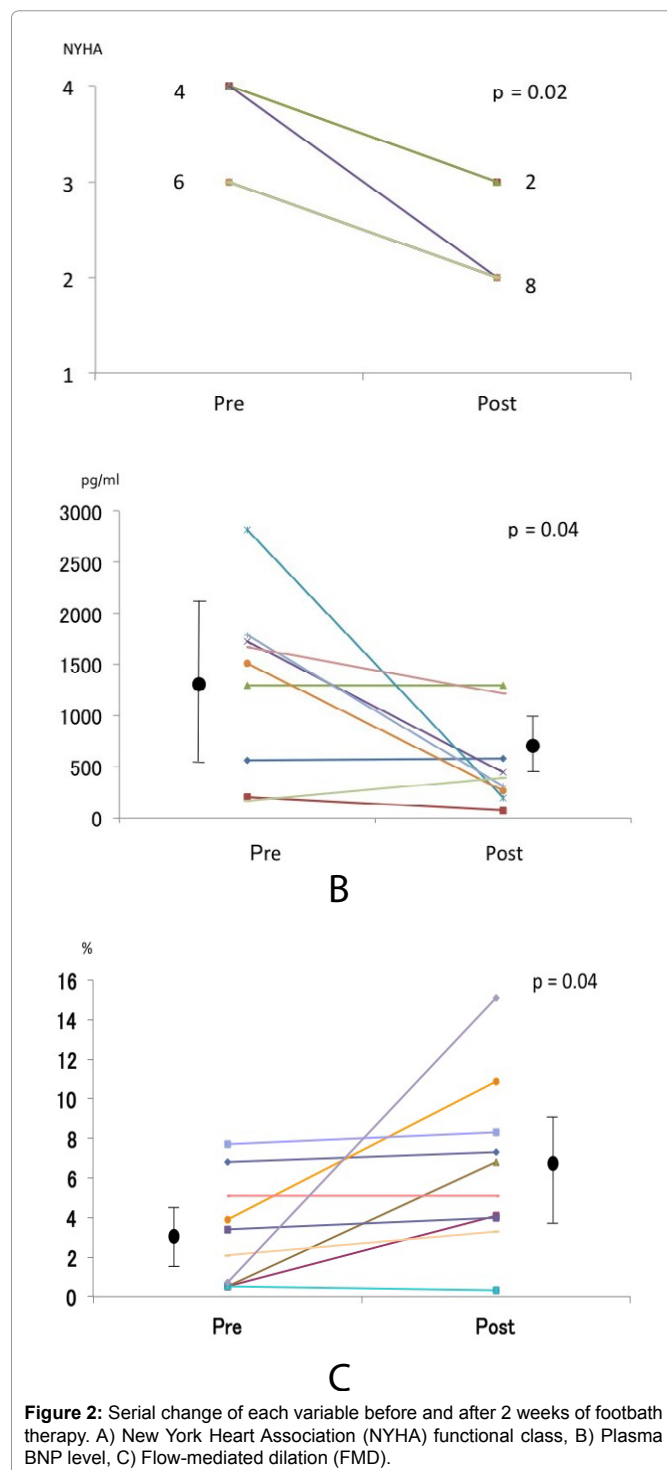 NYHA
4
4
p = 0.02
3
6
2
2
8
1
Pre Post
pg/ml
3000
p = 0.04
2500
2000
1500
1000
500
0
Pre Post
B
%
16
p = 0.04
14
12
10
8
6
4
2
0
Pre Post
C
Figure 2: Serial change of each variable before and after 2 weeks of footbath
therapy. A) New York Heart Association (NYHA) functional class, B) Plasma
BNP level, C) Flow-mediated dilation (FMD).